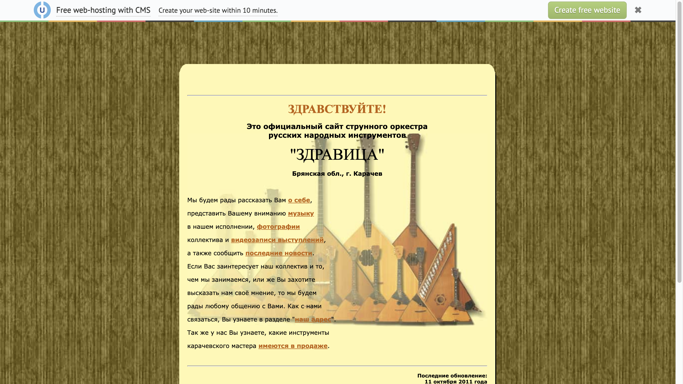 Free web-hosting with CMS Create your web-site within 10 minutes. Create free website
ЗДРАВСТВУЙТЕ!
Это официальный сайт струнного оркестра
русских народных инструментов
"ЗДРАВИЦА"
Брянская обл., г. Карачев
Мы будем рады рассказать Вам о себе,
представить Вашему вниманию музыку
в нашем исполнении, фотографии
коллектива и видеозаписи выступлений,
а также сообщить последние новости.
Если Вас заинтересует наш коллектив и то,
чем мы занимаемся, или же Вы захотите
высказать нам своё мнение, то мы будем
рады любому общению с Вами. Как с нами
связаться, Вы узнаете в разделе "наш адрес".
Так же у нас Вы узнаете, какие инструменты
карачевского мастера имеются в продаже.
Последнее обновление:
11 октября 2011 года